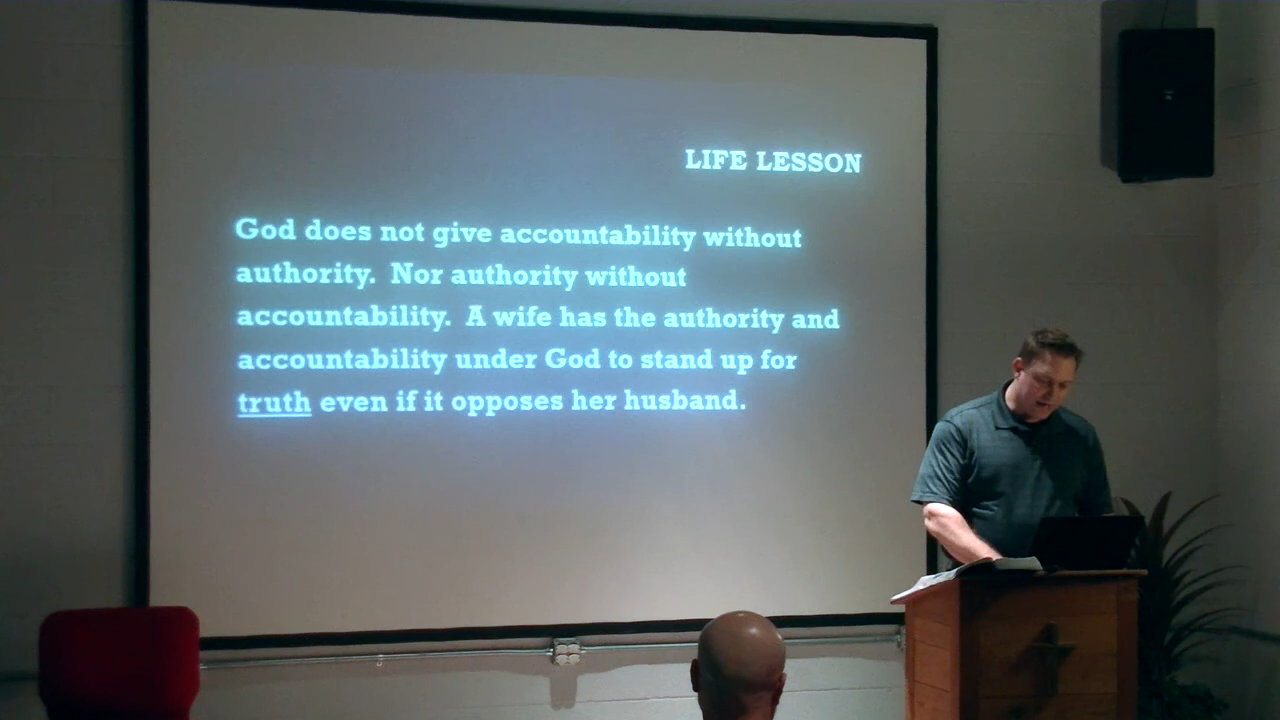 LIFE LESSON
God does not give accountability without
authority.  Nor authority without
accountability.  A wife has the authority and
accountability under God to stand up for
truth even if it opposes her husband.